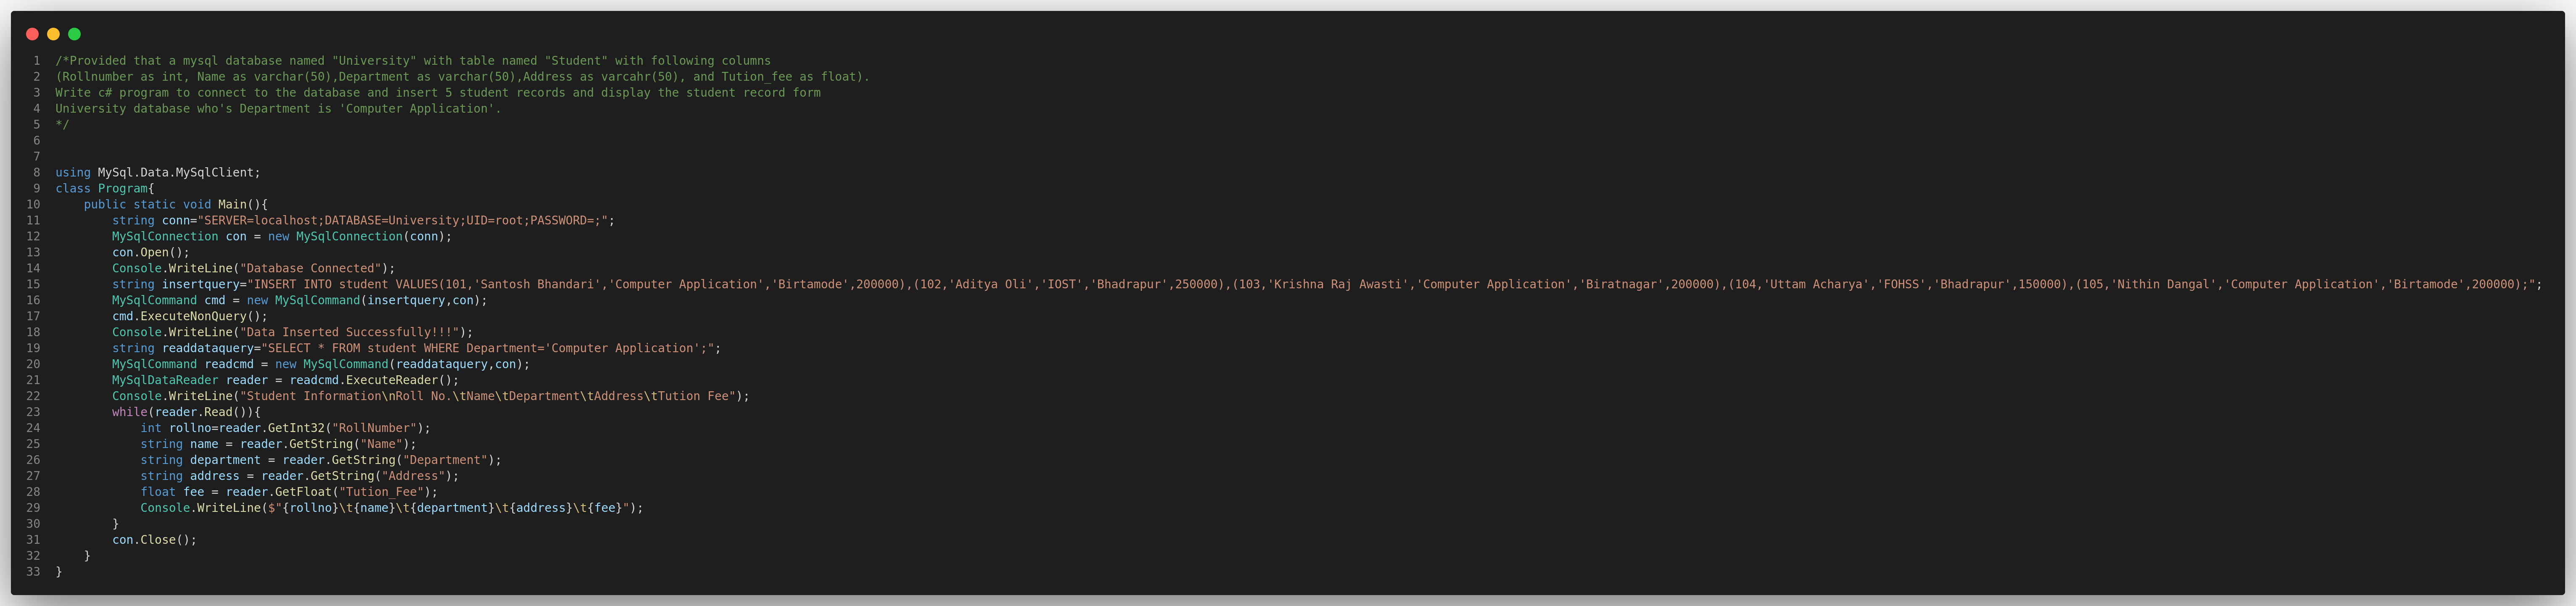 1 /*Provided that a mysql database named "University" with table named "Student" with following columns
2 (Rollnumber as int, Name as varchar(50),Department as varchar(50),Address as varcahr(50), and Tution_fee as float).
3 Write c# program to connect to the database and insert 5 student records and display the student record form
4 University database who's Department is 'Computer Application'.
5 */
6
7
8 using MySql.Data.MySqlClient;
9 class Program{
10     public static void Main(){
11         string conn="SERVER=localhost;DATABASE=University;UID=root;PASSWORD=;";
12         MySqlConnection con = new MySqlConnection(conn);
13         con.Open();
14         Console.WriteLine("Database Connected");
15         string insertquery="INSERT INTO student VALUES(101,'Santosh Bhandari','Computer Application','Birtamode',200000),(102,'Aditya Oli','IOST','Bhadrapur',250000),(103,'Krishna Raj Awasti','Computer Application','Biratnagar',200000),(104,'Uttam Acharya','FOHSS','Bhadrapur',150000),(105,'Nithin Dangal','Computer Application','Birtamode',200000);";
16         MySqlCommand cmd = new MySqlCommand(insertquery,con);
17         cmd.ExecuteNonQuery();
18         Console.WriteLine("Data Inserted Successfully!!!");
19         string readdataquery="SELECT * FROM student WHERE Department='Computer Application';";
20         MySqlCommand readcmd = new MySqlCommand(readdataquery,con);
21         MySqlDataReader reader = readcmd.ExecuteReader();
22         Console.WriteLine("Student Information\nRoll No.\tName\tDepartment\tAddress\tTution Fee");
23         while(reader.Read()){
24             int rollno=reader.GetInt32("RollNumber");
25             string name = reader.GetString("Name");
26             string department = reader.GetString("Department");
27             string address = reader.GetString("Address");
28             float fee = reader.GetFloat("Tution_Fee");
29             Console.WriteLine($"{rollno}\t{name}\t{department}\t{address}\t{fee}");
30         }
31         con.Close();
32     }
33 }